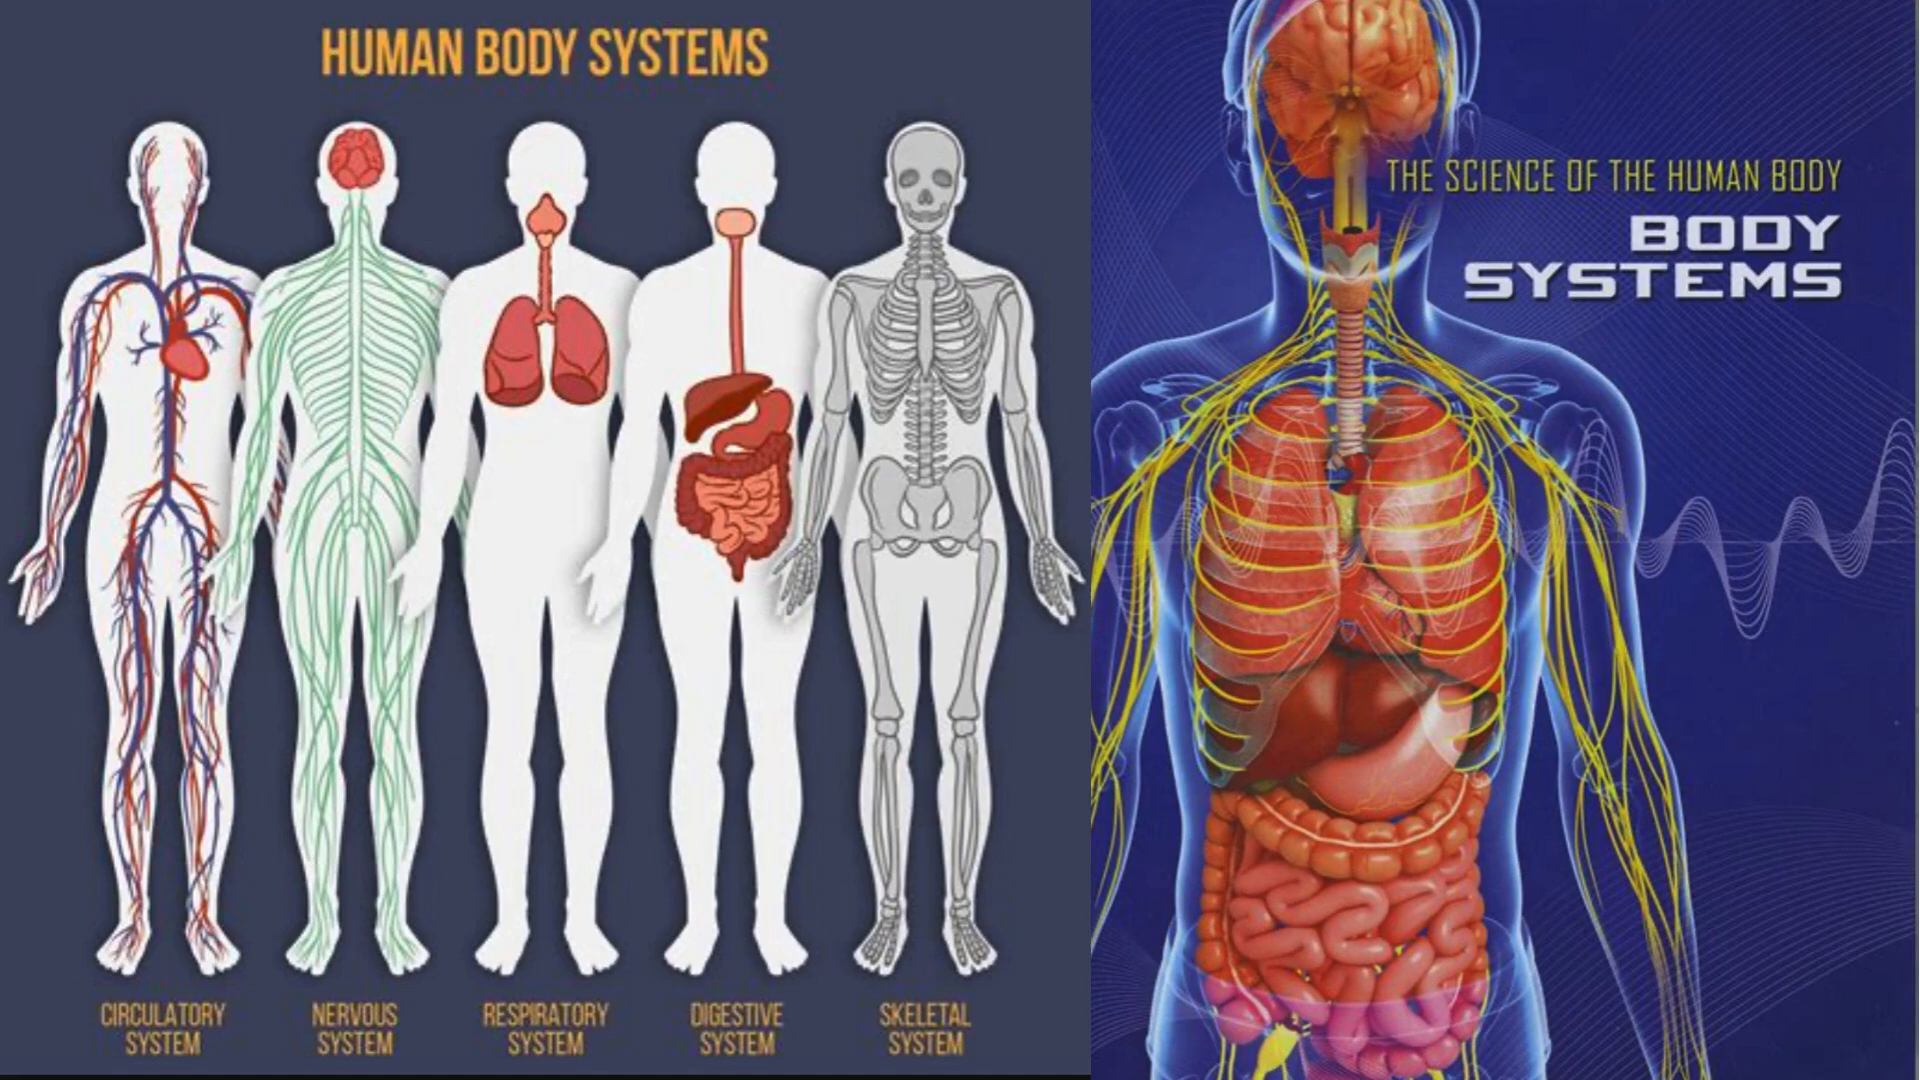 HUMAN BODY SYSTEMS
CIRCULATORY
SYSTEM
NERVOUS
SYSTEM
RESPIRATORY
SYSTEM
DIGESTIVE
SYSTEM
SKELETAL
SYSTEM
THE SCIENCE OF THE HUMAN BODY
BODY
SYSTEMS